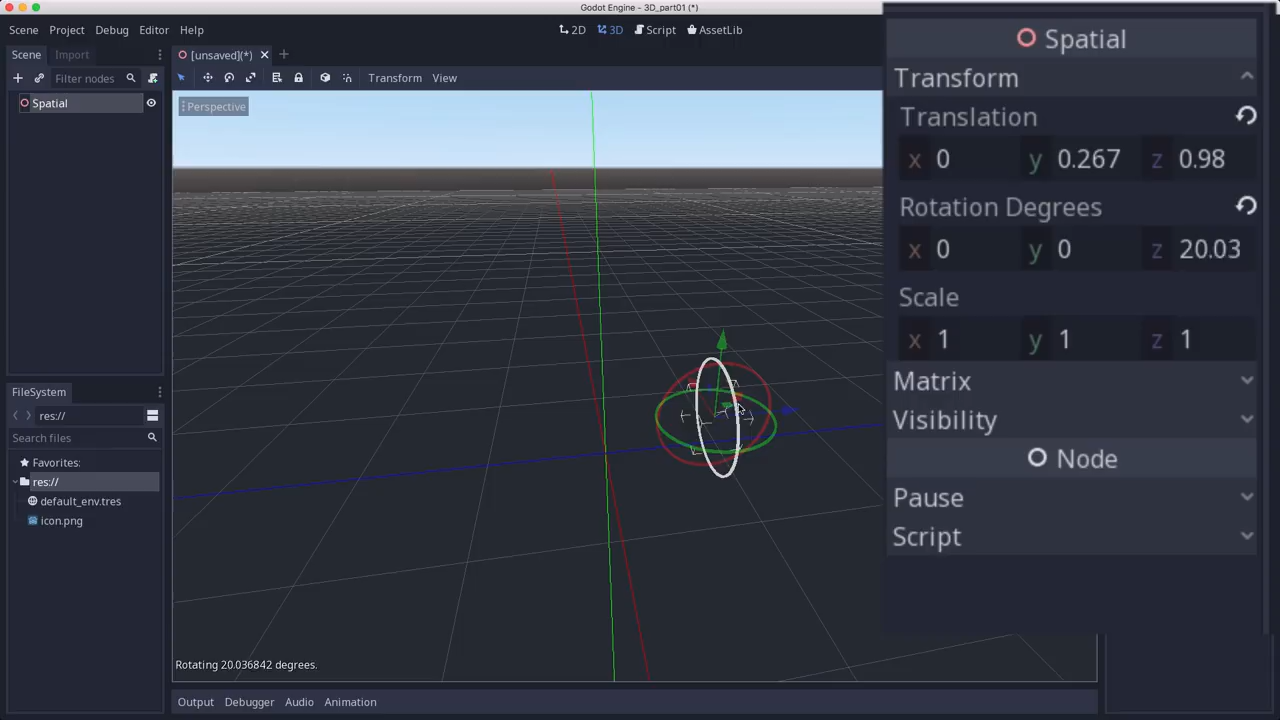 Godot Engine - 3D_part01 (*)
Scene Project Debug Editor Help
2D 3D Script AssetLib
Scene Import
[unsaved](*)
Filter nodes
Transform View
Spatial
Perspective
Rotating 20.036842 degrees.
FileSystem
res://
Search files
Favorites:
res://
default_env.tres
icon.png
Output Debugger Audio Animation
Spatial
Transform
Translation
x 0 y 0.267 z 0.98
Rotation Degrees
x 0 y 0 z 20.03
Scale
x 1 y 1 z 1
Matrix
Visibility
Node
Pause
Script